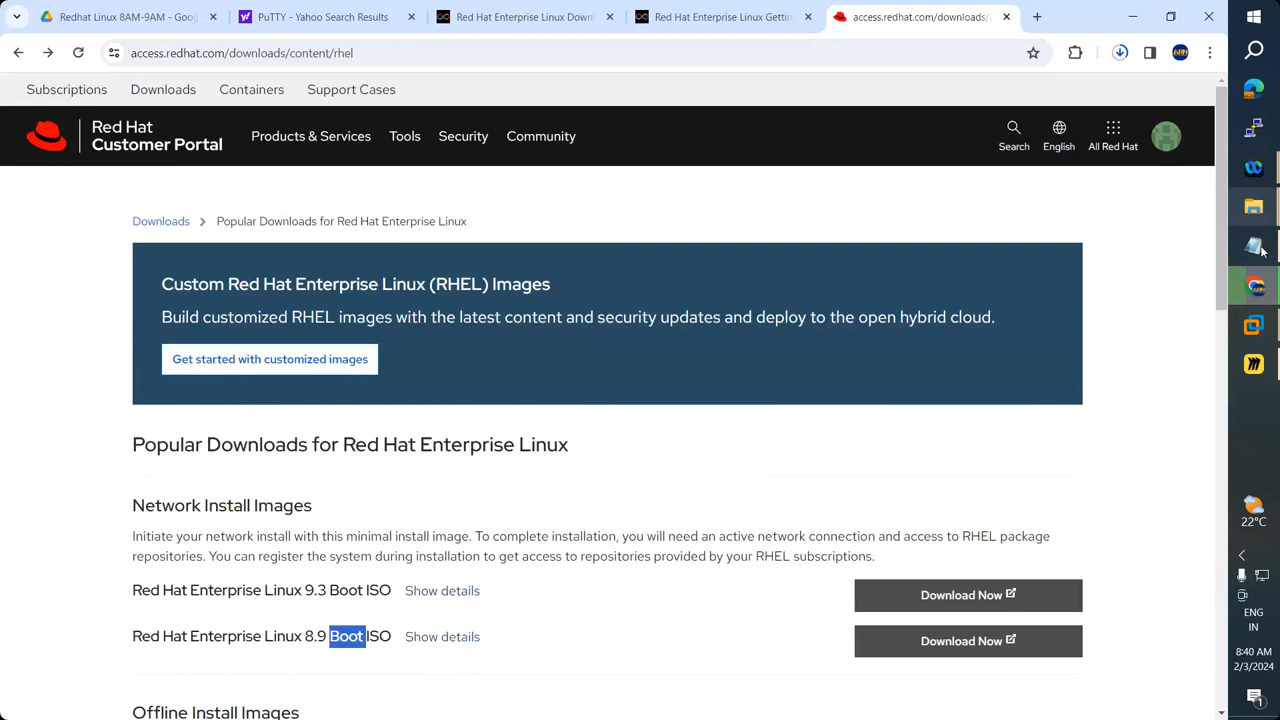 Redhat Linux 8AM-9AM - Goog
PuTTY - Yahoo Search Results
Red Hat Enterprise Linux Down
Red Hat Enterprise Linux Gettin
access.redhat.com/downloads/
access.redhat.com/downloads/content/rhel
Subscriptions Downloads Containers Support Cases
Red Hat
Customer Portal
Products & Services Tools Security Community
Search English All Red Hat
Downloads Popular Downloads for Red Hat Enterprise Linux
Custom Red Hat Enterprise Linux (RHEL) Images
Build customized RHEL images with the latest content and security updates and deploy to the open hybrid cloud.
Get started with customized images
Popular Downloads for Red Hat Enterprise Linux
Network Install Images
Initiate your network install with this minimal install image. To complete installation, you will need an active network connection and access to RHEL package
repositories. You can register the system during installation to get access to repositories provided by your RHEL subscriptions.
Red Hat Enterprise Linux 9.3 Boot ISO Show details Download Now
Red Hat Enterprise Linux 8.9 Boot ISO Show details Download Now
Offline Install Images
22°C
ENG
IN
8:40 AM
2/3/2024
1